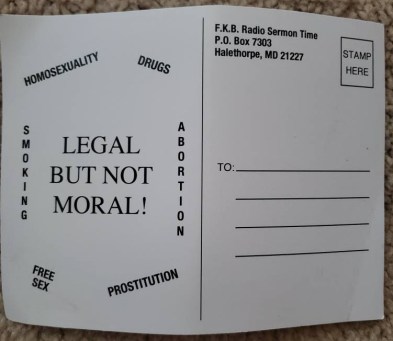 HOMOSEXUALITY
DRUGS
SMOKING
LEGAL
BUT NOT
MORAL!
ABORTION
FREE
SEX
PROSTITUTION
F.K.B. Radio Sermon Time
P.O. Box 7303
Halethorpe, MD 21227
STAMP
HERE
TO: